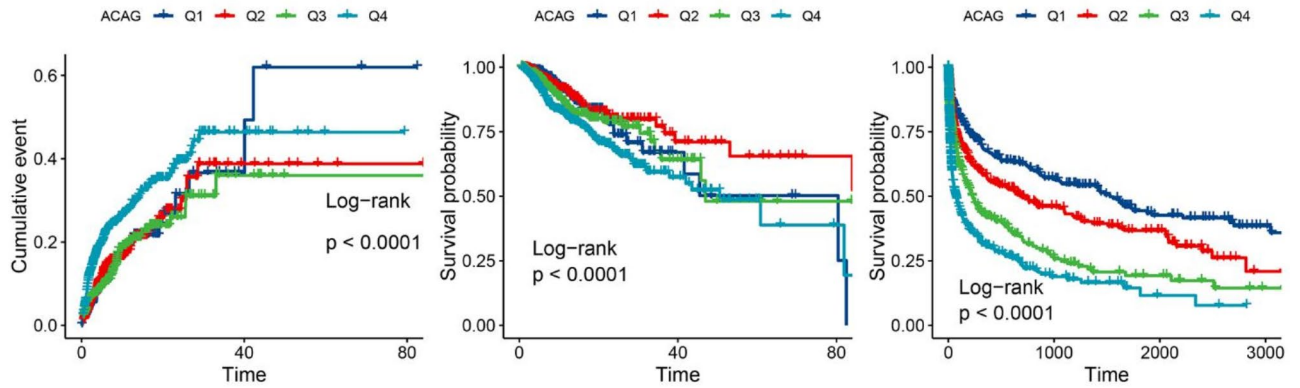 ACAG Q1 Q2 Q3 Q4
Cumulative event
0.6
0.4
0.2
0.0
Log-rank
p < 0.0001
0 40 80
Time
ACAG Q1 Q2 Q3 Q4
Survival probability
1.00
0.75
0.50
0.25
0.00
Log-rank
p < 0.0001
0 40 80
Time
ACAG Q1 Q2 Q3 Q4
Survival probability
1.00
0.75
0.50
0.25
0.00
Log-rank
p < 0.0001
0 1000 2000 3000
Time